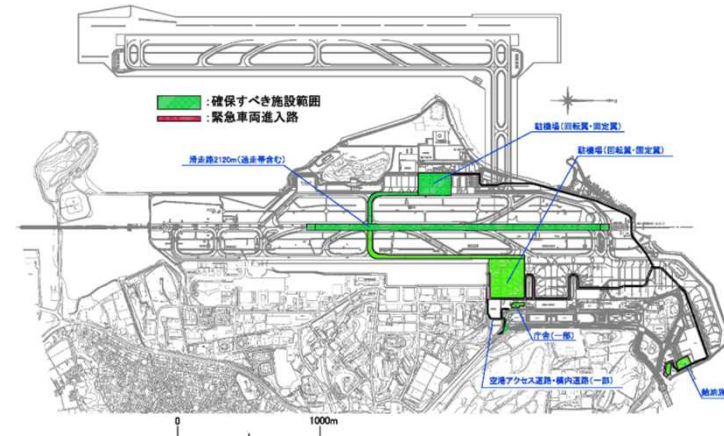 ：確保すべき施設範囲
：緊急車両進入路
駐機場(回転翼・固定翼)
駐機場(回転翼・固定翼)
滑走路2120m(過走帯含む)
庁舎(一部)
空港アクセス道路・構内道路(一部)
給油施
0
1000m